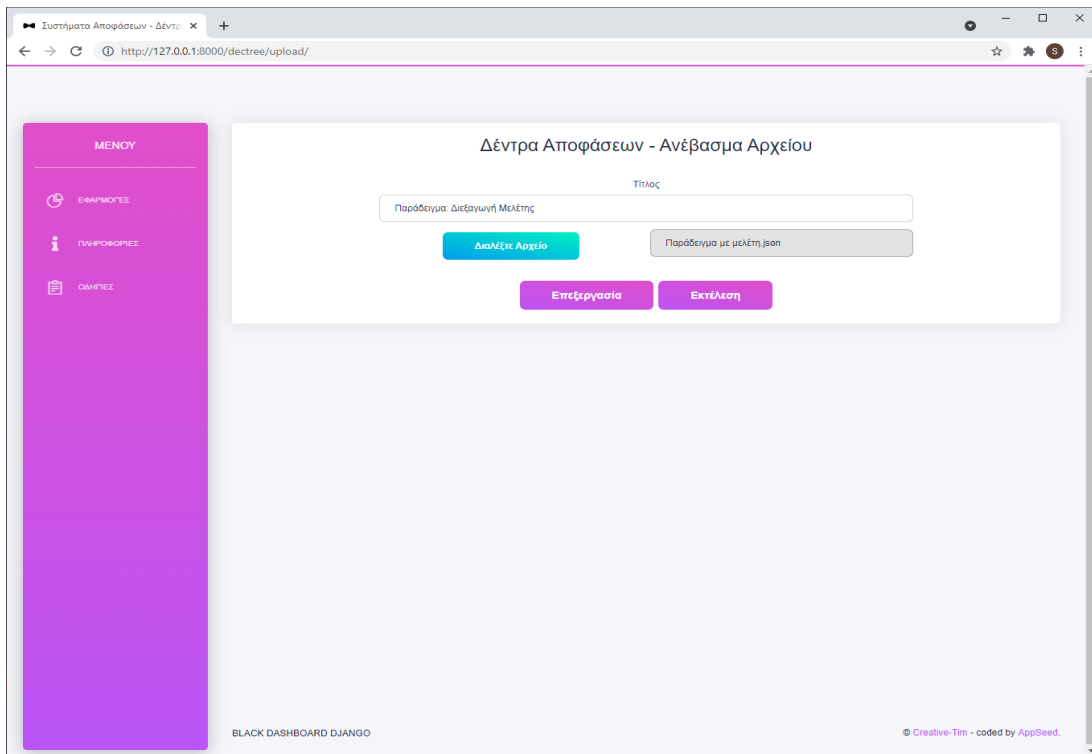 Συστήματα Αποφάσεων - Δέντρ
http://127.0.0.1:8000/dectree/upload/
S
ΜΕΝΟΥ
ΕΦΑΡΜΟΓΕΣ
ΠΛΗΡΟΦΟΡΙΕΣ
ΟΔΗΓΙΕΣ
Δέντρα Αποφάσεων - Ανέβασμα Αρχείου
Τίτλος
Παράδειγμα: Διεξαγωγή Μελέτης
Διαλέξτε Αρχείο
Παράδειγμα με μελέτη.json
Επεξεργασία
Εκτέλεση
BLACK DASHBOARD DJANGO
© Creative-Tim - coded by AppSeed.